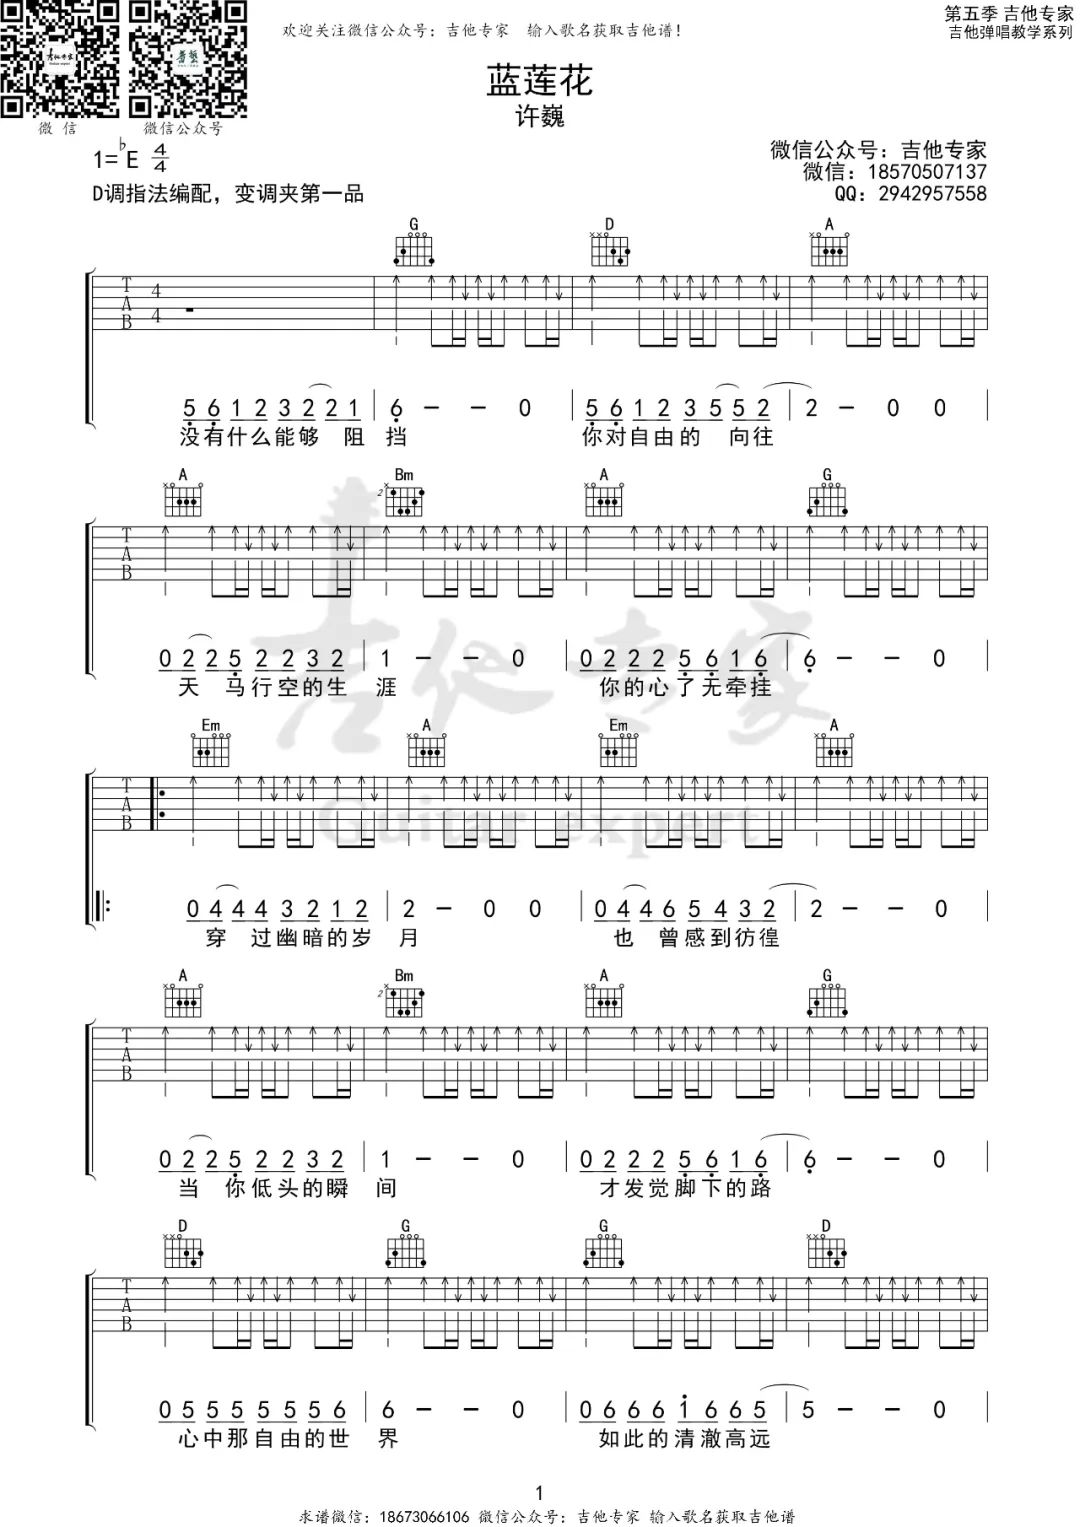 第五季 吉他专家
欢迎关注微信公众号：吉他专家 输入歌名获取吉他谱！
吉他弹唱教学系列
吉他专家
微 信
微信公众号
蓝莲花
许巍
1=♭E 4/4
微信公众号：吉他专家
微信：18570507137
D调指法编配，变调夹第一品
QQ：2942957558
G D A
T A B 4 4
5 6 1 2 3 2 2 1 | 6 – – 0 | 5 6 1 2 3 5 5 2 | 2 – 0 0 |
没有什么能够 阻 挡 你对自由的 向往
A Bm A G
2
T A B
0 2 2 5 2 2 3 2 | 1 – – 0 | 0 2 2 2 5 6 1 6 | 6 – – 0 |
天 马行空的生 涯 你的心了无牵挂
吉他专家
Em A Em A
T A B
Guitar expert
0 4 4 4 3 2 1 2 | 2 – 0 0 | 0 4 4 6 5 4 3 2 | 2 – – 0 |
穿 过幽暗的岁 月 也 曾感到彷徨
A Bm A G
2
T A B
0 2 2 5 2 2 3 2 | 1 – – 0 | 0 2 2 2 5 6 1 6 | 6 – – 0 |
当 你低头的瞬 间 才发觉脚下的路
D G G D
T A B
0 5 5 5 5 5 5 6 | 6 – – 0 | 0 6 6 6 1 6 6 5 | 5 – – 0 |
心中那自由的世 界 如此的清澈高远
1
求谱微信：18673066106 微信公众号：吉他专家 输入歌名获取吉他谱